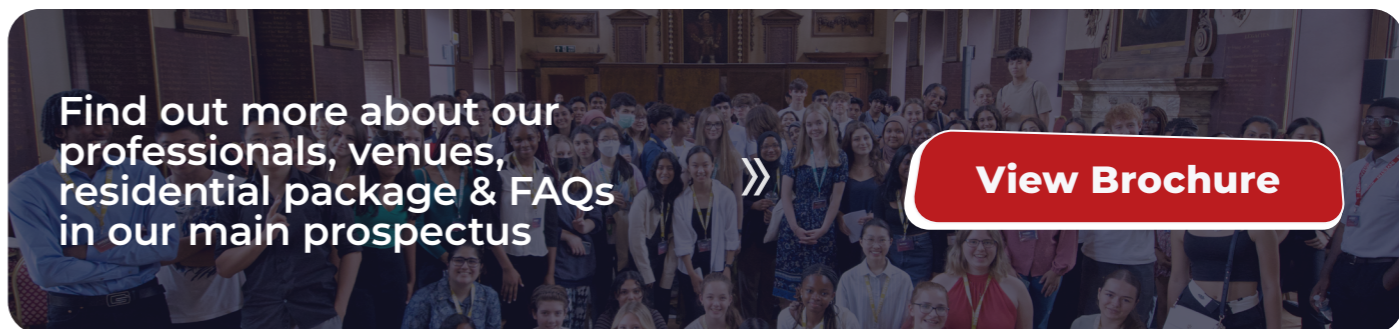 Find out more about our
professionals, venues,
residential package & FAQs
in our main prospectus
»
View Brochure